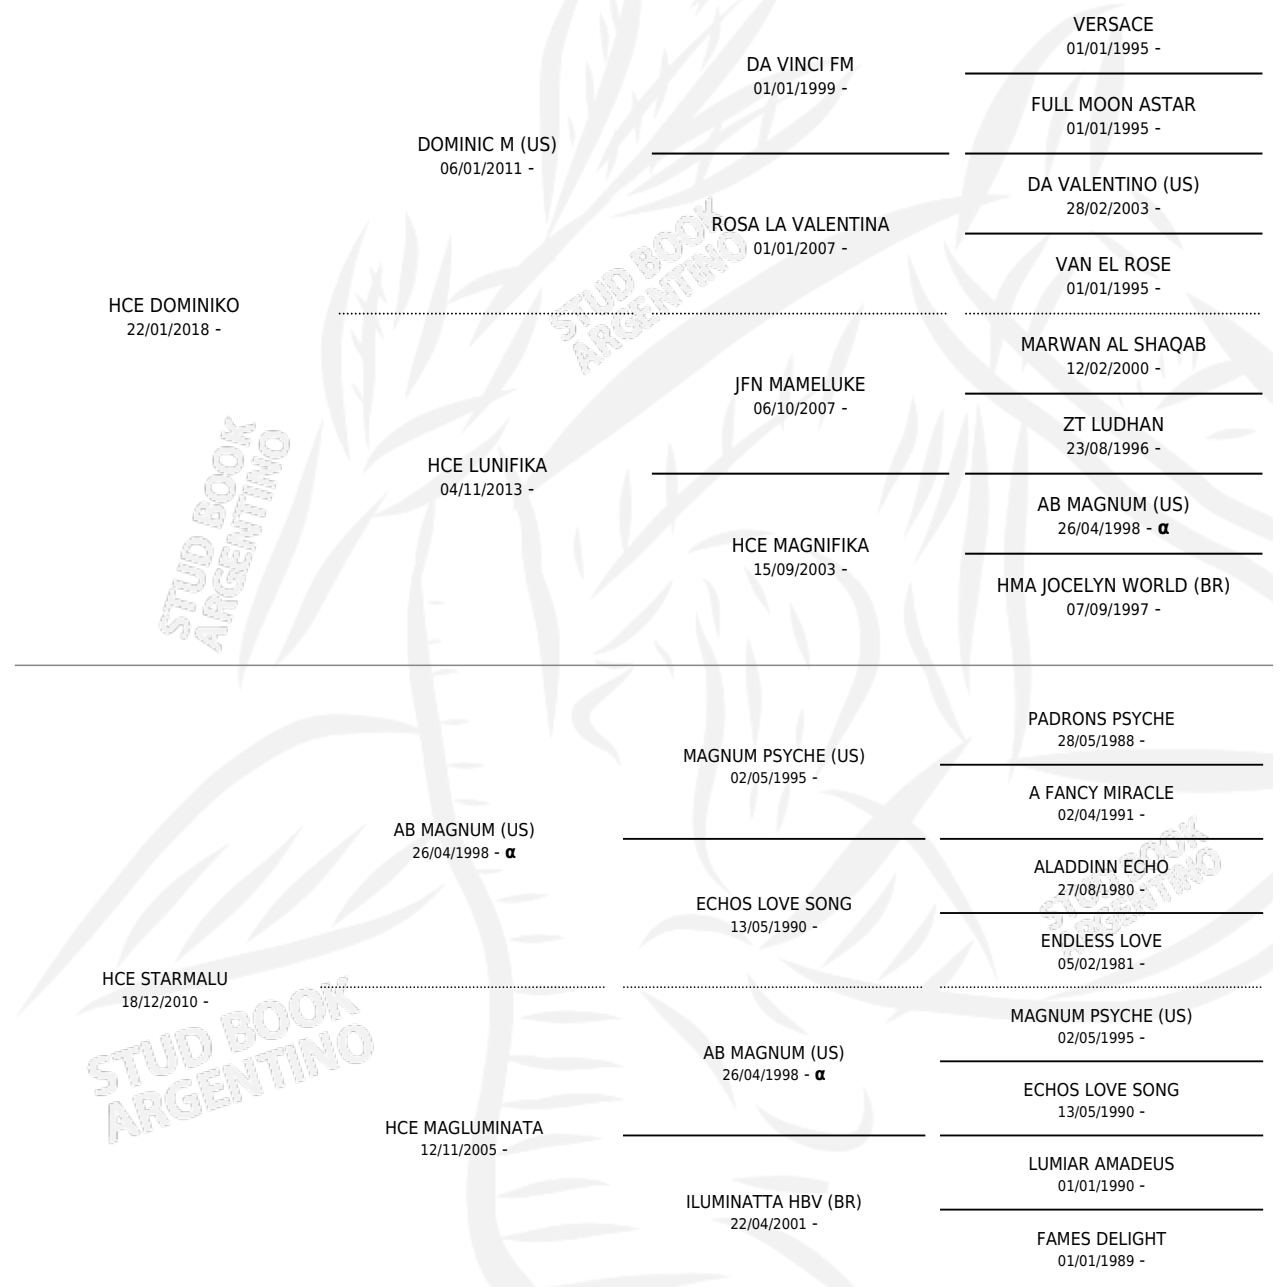 VERSACE
01/01/1995 -
DA VINCI FM
01/01/1999 -
FULL MOON ASTAR
01/01/1995 -
DOMINIC M (US)
06/01/2011 -
DA VALENTINO (US)
28/02/2003 -
ROSA LA VALENTINA
01/01/2007 -
VAN EL ROSE
01/01/1995 -
HCE DOMINIKO
22/01/2018 -
MARWAN AL SHAQAB
12/02/2000 -
JFN MAMELUKE
06/10/2007 -
ZT LUDHAN
23/08/1996 -
HCE LUNIFIKA
04/11/2013 -
AB MAGNUM (US)
26/04/1998 - α
HCE MAGNIFIKA
15/09/2003 -
HMA JOCELYN WORLD (BR)
07/09/1997 -
PADRONS PSYCHE
28/05/1988 -
MAGNUM PSYCHE (US)
02/05/1995 -
A FANCY MIRACLE
02/04/1991 -
AB MAGNUM (US)
26/04/1998 - α
ALADDINN ECHO
27/08/1980 -
ECHOS LOVE SONG
13/05/1990 -
ENDLESS LOVE
05/02/1981 -
HCE STARMALU
18/12/2010 -
MAGNUM PSYCHE (US)
02/05/1995 -
AB MAGNUM (US)
26/04/1998 - α
ECHOS LOVE SONG
13/05/1990 -
HCE MAGLUMINATA
12/11/2005 -
LUMIAR AMADEUS
01/01/1990 -
ILUMINATTA HBV (BR)
22/04/2001 -
FAMES DELIGHT
01/01/1989 -
STUD BOOK
ARGENTINO
STUD BOOK
ARGENTINO
STUD BOOK
ARGENTINO
STUD BOOK
ARGENTINO